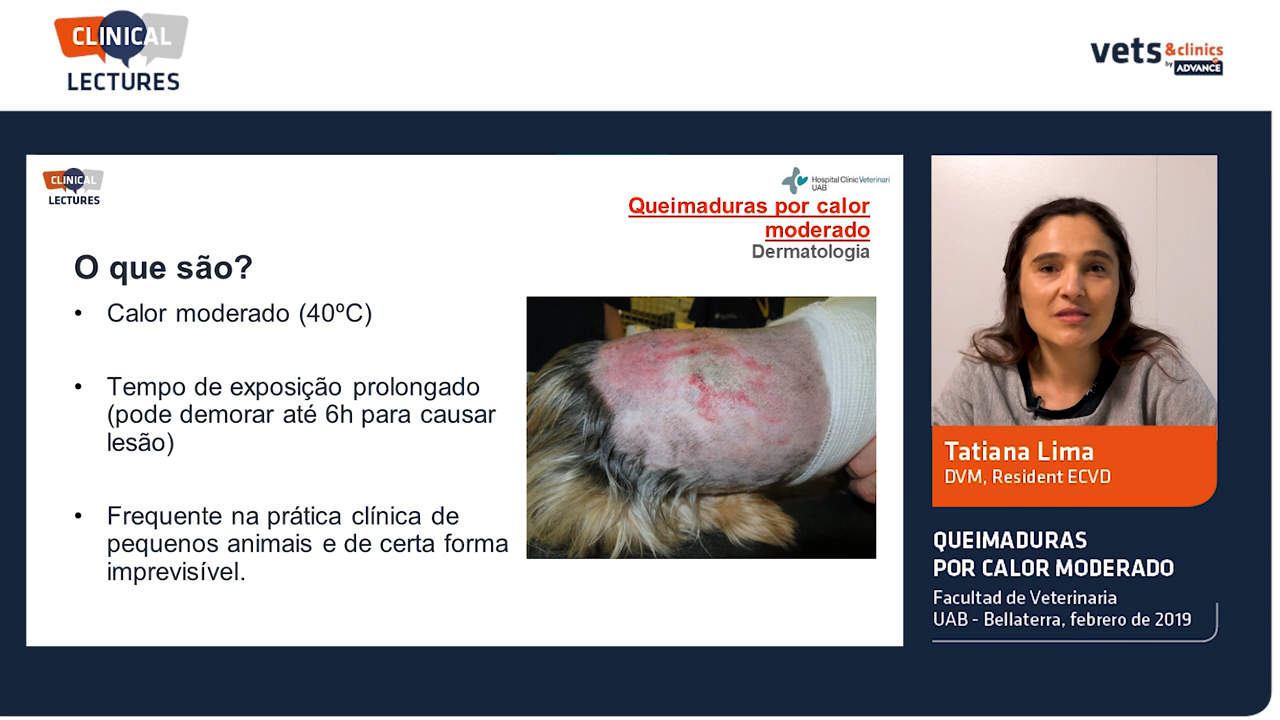 CLINICAL
LECTURES
vets &clinics
by ADVANCE
CLINICAL
LECTURES
Hospital Clínic Veterinari
UAB
Queimaduras por calor
moderado
Dermatologia
O que são?
• Calor moderado (40ºC)
• Tempo de exposição prolongado
(pode demorar até 6h para causar
lesão)
• Frequente na prática clínica de
pequenos animais e de certa forma
imprevisível.
Tatiana Lima
DVM, Resident ECVD
QUEIMADURAS
POR CALOR MODERADO
Facultad de Veterinaria
UAB - Bellaterra, febrero de 2019